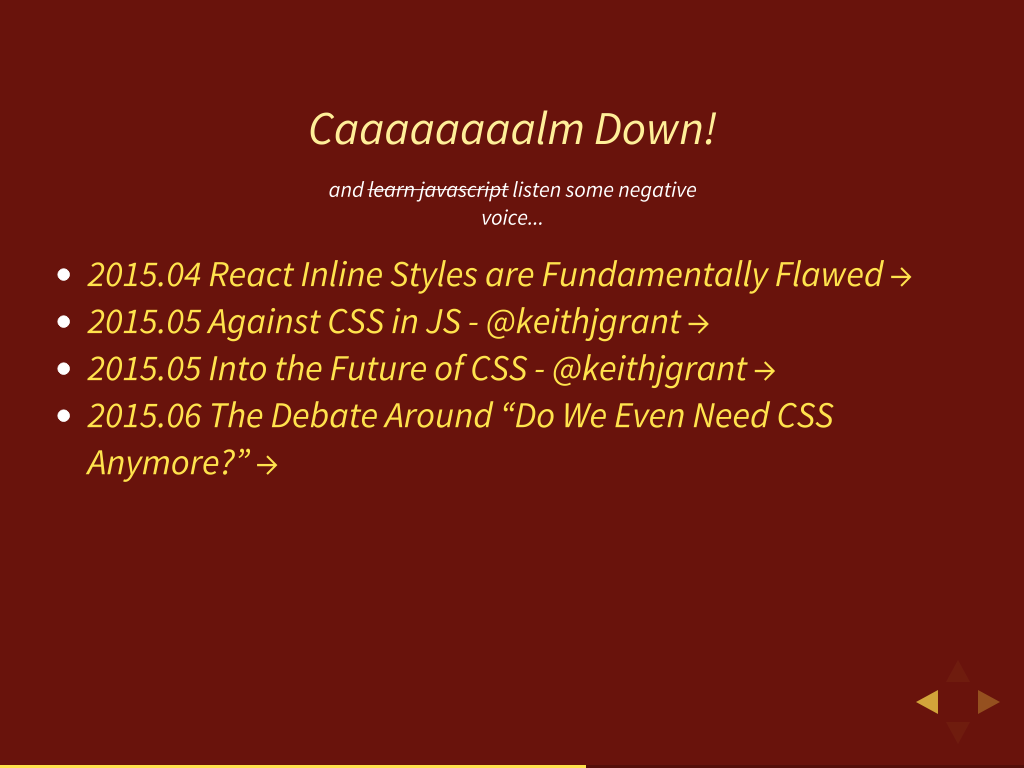 Caaaaaaaalm Down!
and learn javascript listen some negative
voice...
2015.04 React Inline Styles are Fundamentally Flawed →
2015.05 Against CSS in JS - @keithjgrant →
2015.05 Into the Future of CSS - @keithjgrant →
2015.06 The Debate Around “Do We Even Need CSS
Anymore?” →